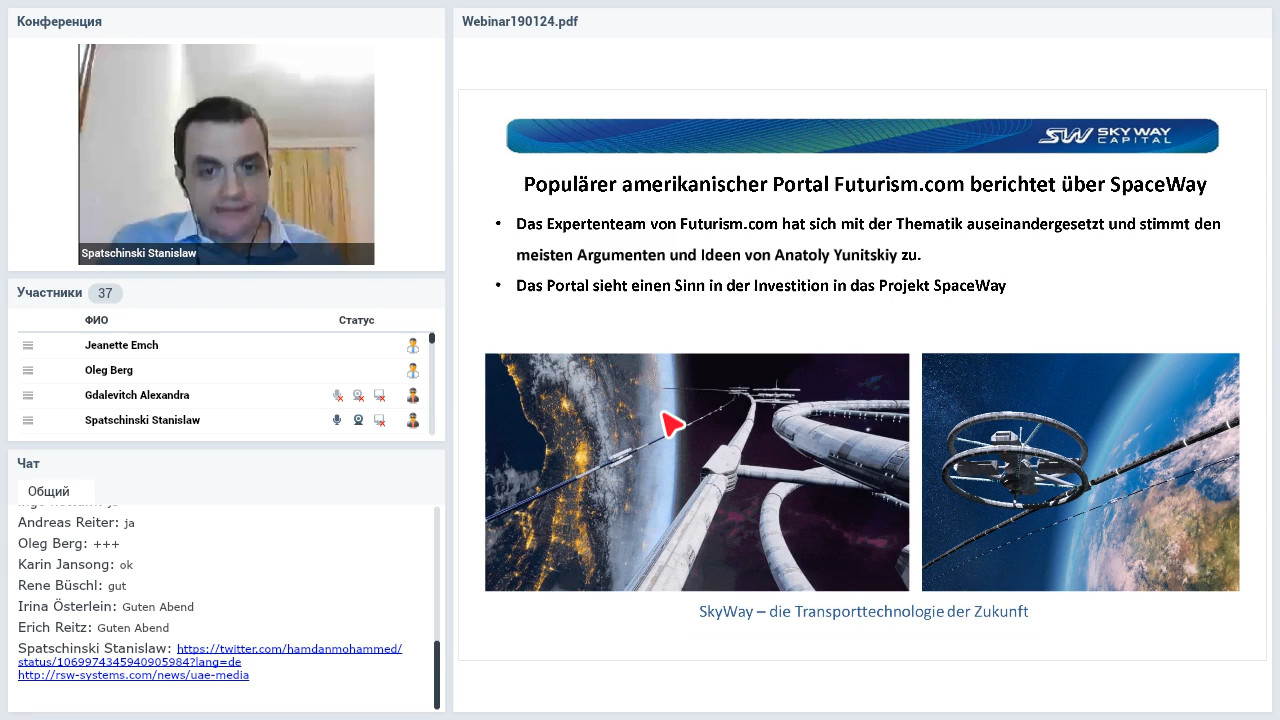 Конференция
Spatschinski Stanislaw
Участники 37
ФИО Статус
Jeanette Emch
Oleg Berg
Gdalevitch Alexandra
Spatschinski Stanislaw
Чат
Общий
Andreas Reiter: ja
Oleg Berg: +++
Karin Jansong: ok
Rene Büschl: gut
Irina Österlein: Guten Abend
Erich Reitz: Guten Abend
Spatschinski Stanislaw: https://twitter.com/hamdanmohammed/
status/1069974345940905984?lang=de
http://rsw-systems.com/news/uae-media
Webinar190124.pdf
SW SKY WAY
CAPITAL
Populärer amerikanischer Portal Futurism.com berichtet über SpaceWay
• Das Expertenteam von Futurism.com hat sich mit der Thematik auseinandergesetzt und stimmt den
meisten Argumenten und Ideen von Anatoly Yunitskiy zu.
• Das Portal sieht einen Sinn in der Investition in das Projekt SpaceWay
SkyWay – die Transporttechnologie der Zukunft